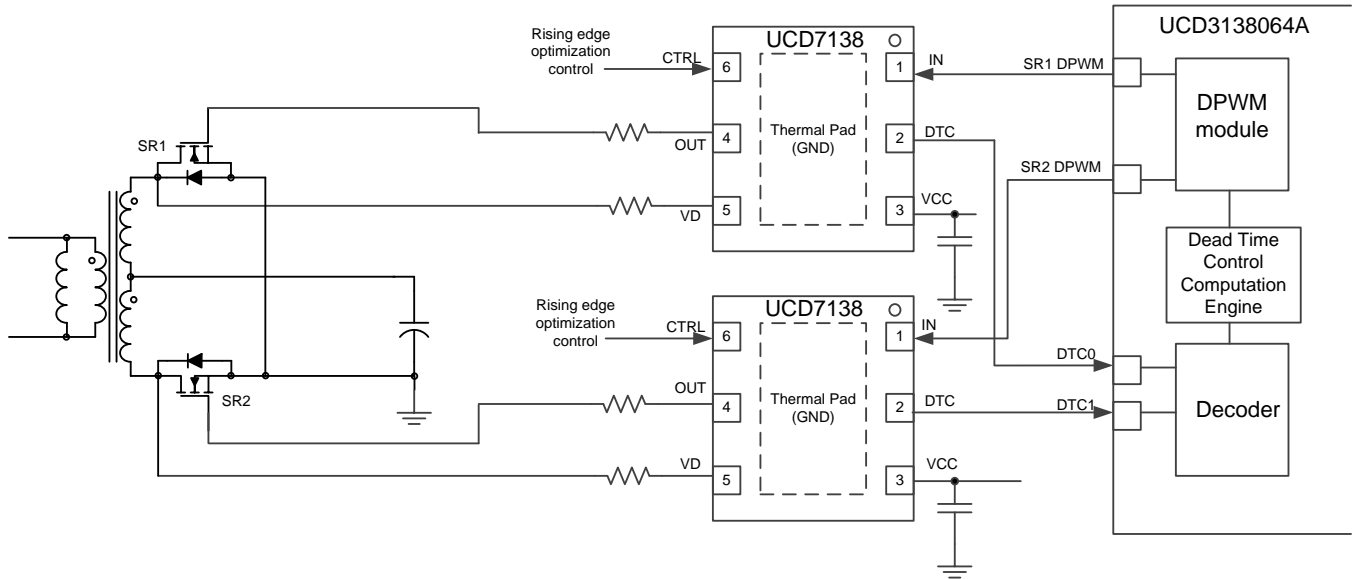 UCD3138064A
UCD7138
Rising edge
optimization
control
CTRL
6
1
IN
SR1 DPWM
DPWM
module
SR1
Thermal Pad
(GND)
4
OUT
2
DTC
SR2 DPWM
VD
5
3
VCC
Dead Time
Control
Computation
Engine
UCD7138
Rising edge
optimization
control
CTRL
6
1
IN
DTC0
SR2
OUT
4
Thermal Pad
(GND)
2
DTC
DTC1
Decoder
VD
5
3
VCC